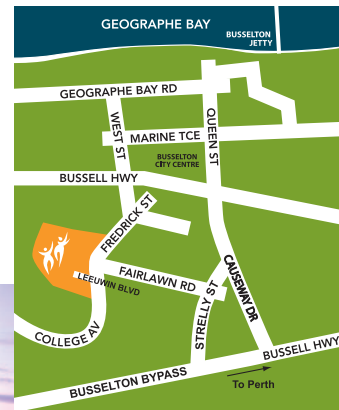 GEOGRAPHE BAY
BUSSELTON
JETTY
GEOGRAPHE BAY RD
WEST ST
QUEEN ST
MARINE TCE
BUSSELTON
CITY CENTRE
BUSSELL HWY
FREDRICK ST
LEEUWIN BLVD
FAIRLAWN RD
CAUSEWAY DR
STRELLY ST
COLLEGE AV
BUSSELL HWY
BUSSELTON BYPASS
To Perth